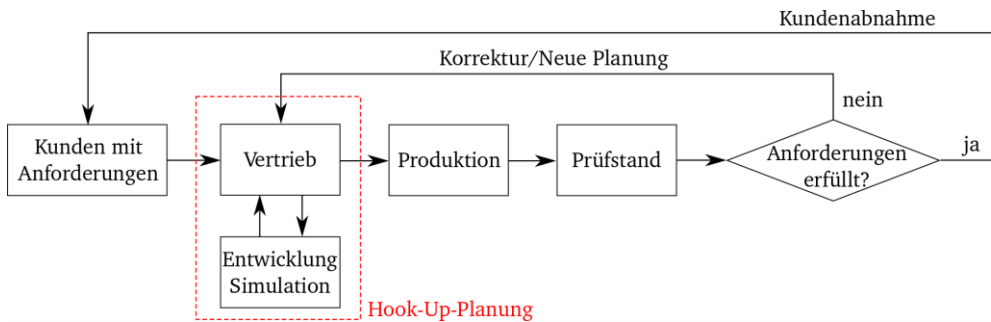 Kundenabnahme
Korrektur/Neue Planung
nein
Kunden mit
Anforderungen
Vertrieb
Produktion
Prüfstand
Anforderungen
erfüllt?
ja
Entwicklung
Simulation
Hook-Up-Planung